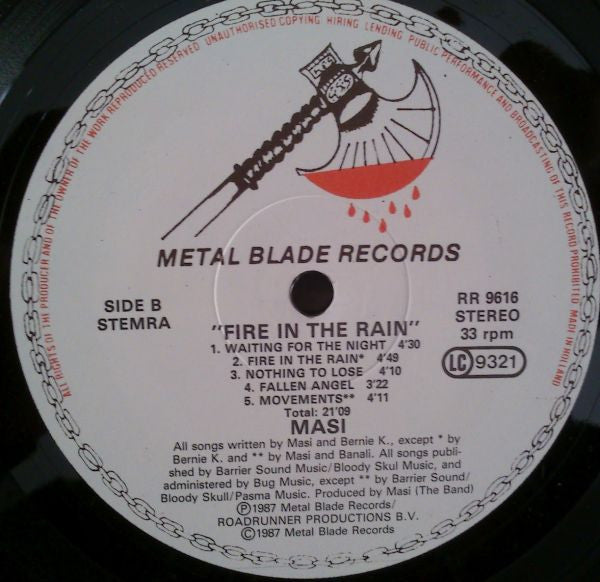 ALL RIGHTS OF THE PRODUCER AND OF THE OWNER OF THE WORK REPRODUCED RESERVED UNAUTHORISED COPYING HIRING LENDING PUBLIC PERFORMANCE AND BROADCASTING OF THIS RECORD PROHIBITED MADE IN HOLLAND
METAL BLADE RECORDS
SIDE B
STEMRA
RR 9616
STEREO
33 rpm
LC 9321
"FIRE IN THE RAIN"
1. WAITING FOR THE NIGHT 4'30
2. FIRE IN THE RAIN* 4'49
3. NOTHING TO LOSE 4'10
4. FALLEN ANGEL 3'22
5. MOVEMENTS** 4'11
Total: 21'09
MASI
All songs written by Masi and Bernie K., except * by
Bernie K. and ** by Masi and Banali. All songs publi-
shed by Barrier Sound Music/Bloody Skul Music, and
administered by Bug Music, except ** by Barrier Sound/
Bloody Skull/Pasma Music. Produced by Masi (The Band)
Ⓟ1987 Metal Blade Records/
ROADRUNNER PRODUCTIONS B.V.
©1987 Metal Blade Records